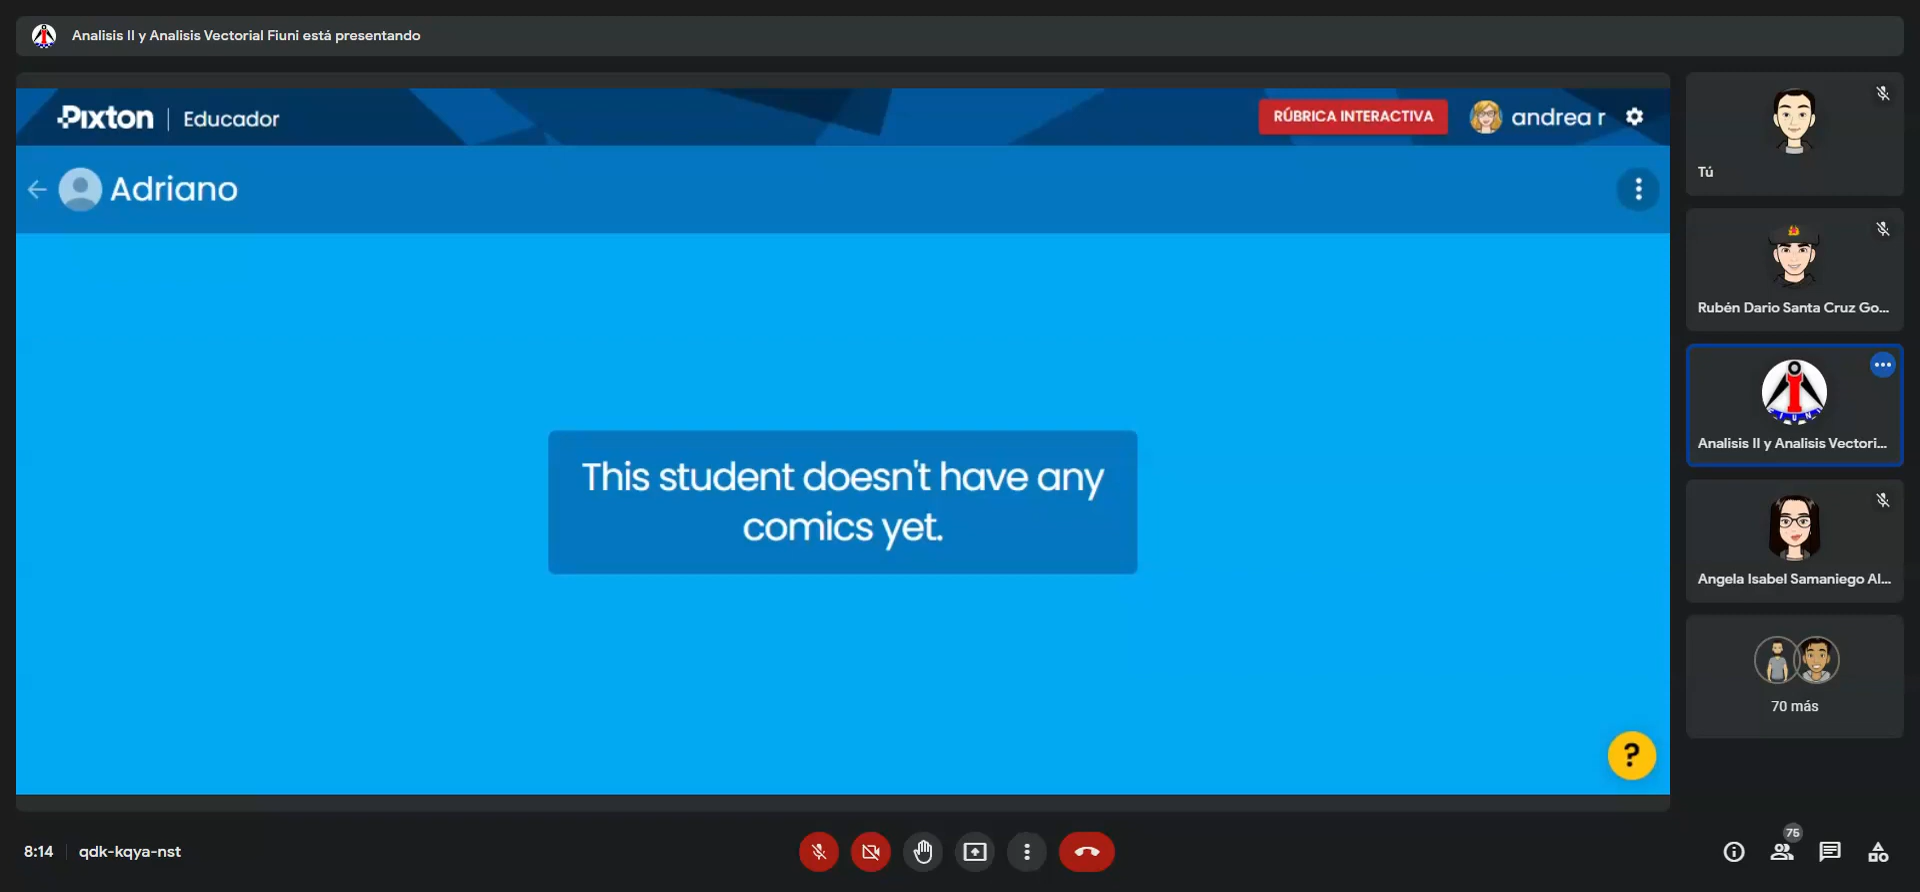 Analisis II y Analisis Vectorial Fiuni está presentando
Pixton | Educador
RÚBRICA INTERACTIVA
andrea r
Adriano
This student doesn't have any
comics yet.
?
Tú
Rubén Dario Santa Cruz Go...
Analisis II y Analisis Vectori...
Angela Isabel Samaniego Al...
70 más
8:14 | qdk-kqya-nst
75